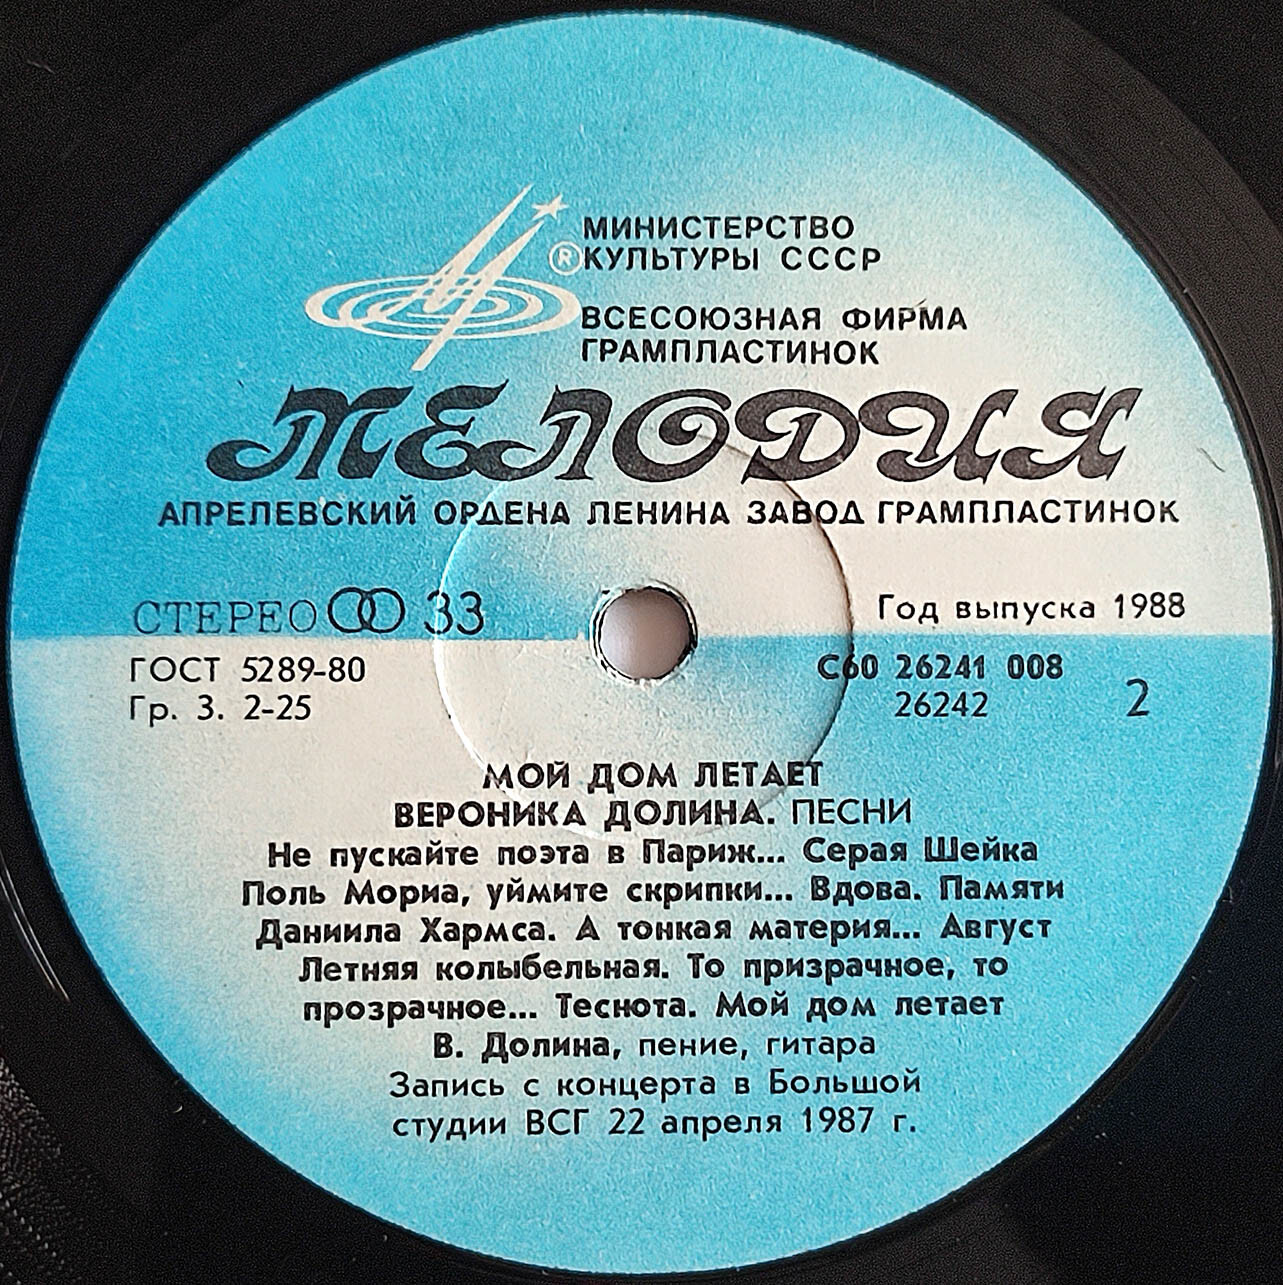 МИНИСТЕРСТВО
® КУЛЬТУРЫ СССР
ВСЕСОЮЗНАЯ ФИРМА
ГРАМПЛАСТИНОК
МЕЛОДИЯ
АПРЕЛЕВСКИЙ ОРДЕНА ЛЕНИНА ЗАВОД ГРАМПЛАСТИНОК
СТЕРЕО 33
Год выпуска 1988
ГОСТ 5289-80
Гр. 3. 2-25
С60 26241 008
26242
2
МОЙ ДОМ ЛЕТАЕТ
ВЕРОНИКА ДОЛИНА. ПЕСНИ
Не пускайте поэта в Париж... Серая Шейка
Поль Мориа, уймите скрипки... Вдова. Памяти
Даниила Хармса. А тонкая материя... Август
Летняя колыбельная. То призрачное, то
прозрачное... Теснота. Мой дом летает
В. Долина, пение, гитара
Запись с концерта в Большой
студии ВСГ 22 апреля 1987 г.